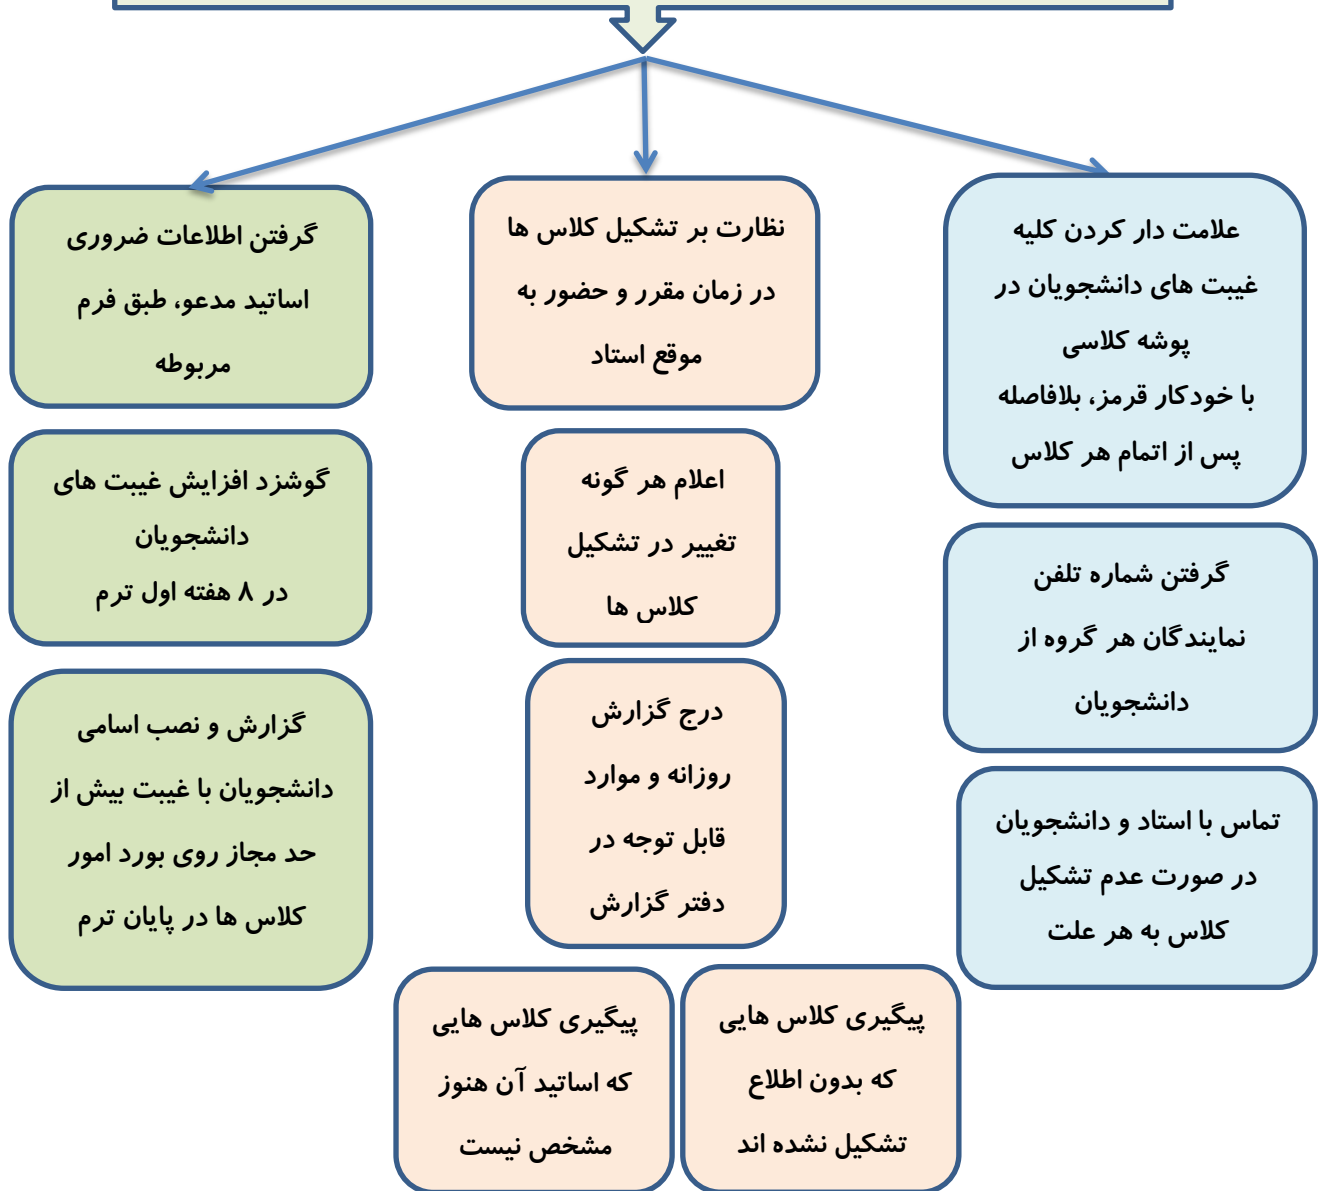 علامت دار کردن کلیه
غیبت های دانشجویان در
پوشه کلاسی
با خودکار قرمز، بلافاصله
پس از اتمام هر کلاس
گرفتن شماره تلفن
نمایندگان هر گروه از
دانشجویان
تماس با استاد و دانشجویان
در صورت عدم تشکیل
کلاس به هر علت
نظارت بر تشکیل کلاس ها
در زمان مقرر و حضور به
موقع استاد
اعلام هر گونه
تغییر در تشکیل
کلاس ها
درج گزارش
روزانه و موارد
قابل توجه در
دفتر گزارش
پیگیری کلاس هایی
که بدون اطلاع
تشکیل نشده اند
پیگیری کلاس هایی
که اساتید آن هنوز
مشخص نیست
گرفتن اطلاعات ضروری
اساتید مدعو، طبق فرم
مربوطه
گوشزد افزایش غیبت های
دانشجویان
در ۸ هفته اول ترم
گزارش و نصب اسامی
دانشجویان با غیبت بیش از
حد مجاز روی بورد امور
کلاس ها در پایان ترم